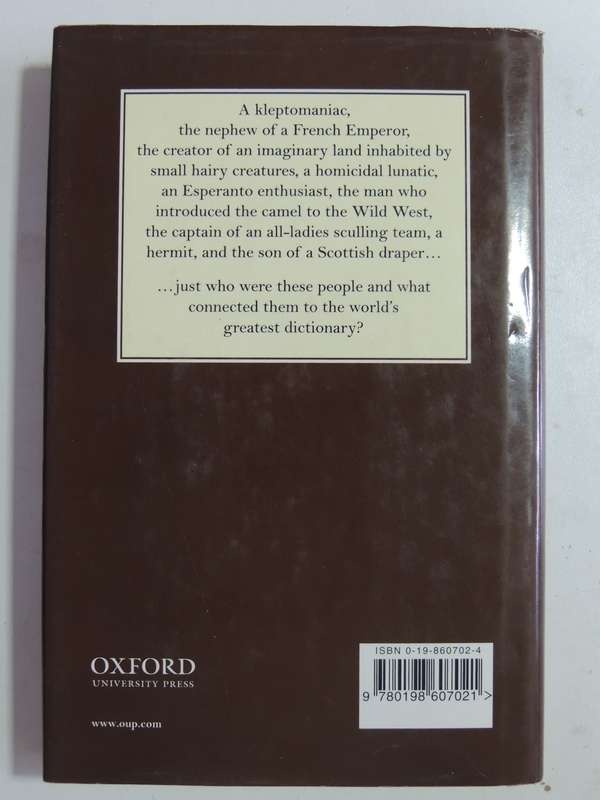 A kleptomaniac,
the nephew of a French Emperor,
the creator of an imaginary land inhabited by
small hairy creatures, a homicidal lunatic,
an Esperanto enthusiast, the man who
introduced the camel to the Wild West,
the captain of an all-ladies sculling team, a
hermit, and the son of a Scottish draper…
…just who were these people and what
connected them to the world's
greatest dictionary?
OXFORD
UNIVERSITY PRESS
www.oup.com
ISBN 0-19-860702-4
9 780198 607021 >